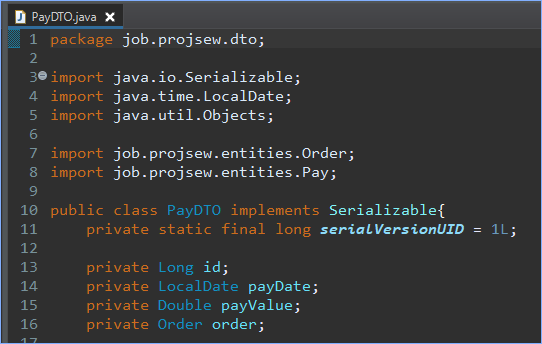 PayDTO.java
1 package job.projsew.dto;
2
3 import java.io.Serializable;
4 import java.time.LocalDate;
5 import java.util.Objects;
6
7 import job.projsew.entities.Order;
8 import job.projsew.entities.Pay;
9
10 public class PayDTO implements Serializable{
11 private static final long serialVersionUID = 1L;
12
13 private Long id;
14 private LocalDate payDate;
15 private Double payValue;
16 private Order order;
17